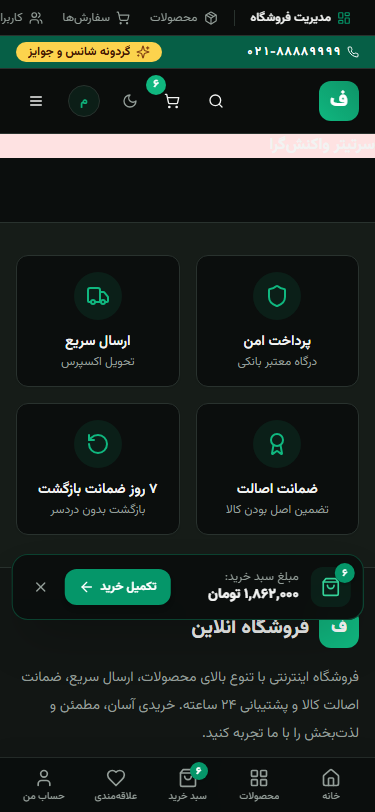 مدیریت فروشگاه
محصولات
سفارش‌ها
کاربرا
۰۲۱-۸۸۸۸۹۹۹۹
گردونه شانس و جوایز
ف
۶
م
سرتیتر واکنش‌گرا
پرداخت امن
درگاه معتبر بانکی
ارسال سریع
تحویل اکسپرس
ضمانت اصالت
تضمین اصل بودن کالا
۷ روز ضمانت بازگشت
بازگشت بدون دردسر
۶
مبلغ سبد خرید:
۱,۸۶۲,۰۰۰ تومان
تکمیل خرید
ف
فروشگاه آنلاین
فروشگاه اینترنتی با تنوع بالای محصولات، ارسال سریع، ضمانت
اصالت کالا و پشتیبانی ۲۴ ساعته. خریدی آسان، مطمئن و
لذت‌بخش را با ما تجربه کنید.
خانه
محصولات
۶
سبد خرید
علاقه‌مندی
حساب من